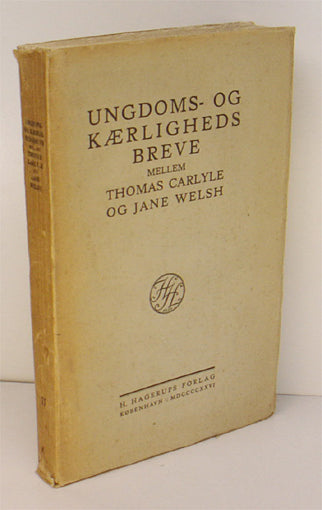 UNGDOMS- OG
KÆRLIGHEDS
BREVE
MELLEM
THOMAS CARLYLE
OG JANE WELSH
HH
H. HAGERUPS FORLAG
KØBENHAVN · MDCCCCXXVI